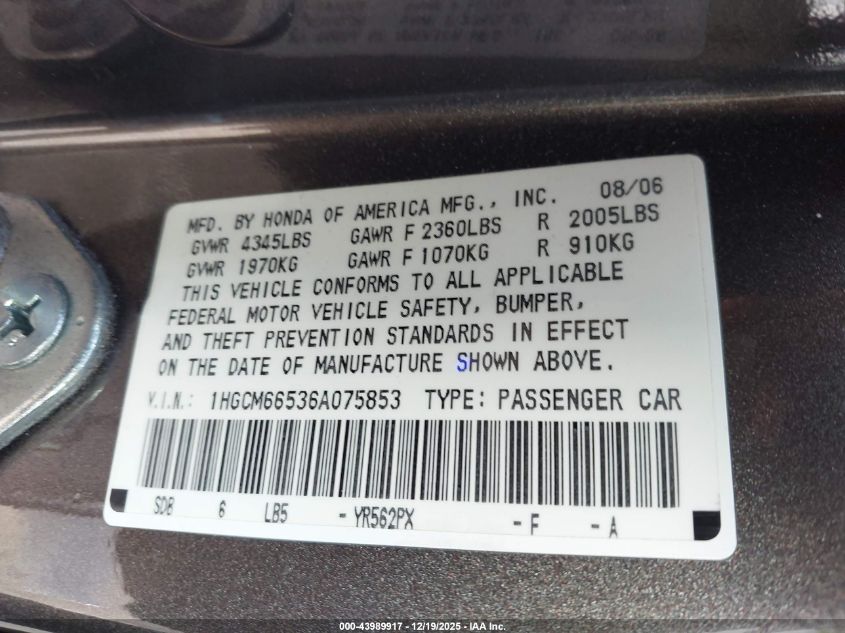 MFD. BY HONDA OF AMERICA MFG., INC. 08/06
GVWR 4345LBS GAWR F 2360LBS R 2005LBS
GVWR 1970KG GAWR F 1070KG R 910KG
THIS VEHICLE CONFORMS TO ALL APPLICABLE
FEDERAL MOTOR VEHICLE SAFETY, BUMPER,
AND THEFT PREVENTION STANDARDS IN EFFECT
ON THE DATE OF MANUFACTURE SHOWN ABOVE.
V.I.N.: 1HGCM66536A075853 TYPE: PASSENGER CAR
SDB 6 LB5 - YR562PX - F - A
000-43989917 • 12/19/2025 • IAA Inc.